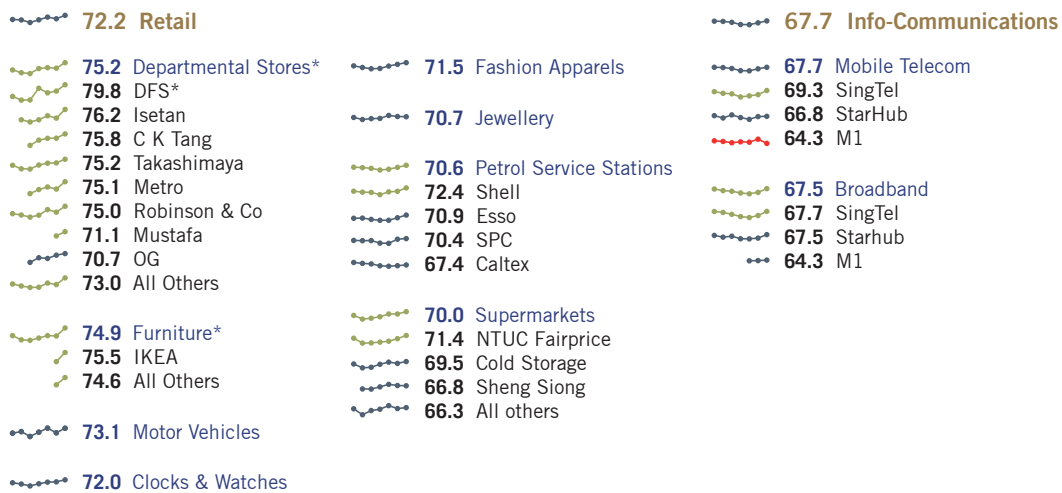 72.2 Retail
75.2 Departmental Stores*
79.8 DFS*
76.2 Isetan
75.8 C K Tang
75.2 Takashimaya
75.1 Metro
75.0 Robinson & Co
71.1 Mustafa
70.7 OG
73.0 All Others
74.9 Furniture*
75.5 IKEA
74.6 All Others
73.1 Motor Vehicles
72.0 Clocks & Watches
71.5 Fashion Apparels
70.7 Jewellery
70.6 Petrol Service Stations
72.4 Shell
70.9 Esso
70.4 SPC
67.4 Caltex
70.0 Supermarkets
71.4 NTUC Fairprice
69.5 Cold Storage
66.8 Sheng Siong
66.3 All others
67.7 Info-Communications
67.7 Mobile Telecom
69.3 SingTel
66.8 StarHub
64.3 M1
67.5 Broadband
67.7 SingTel
67.5 Starhub
64.3 M1